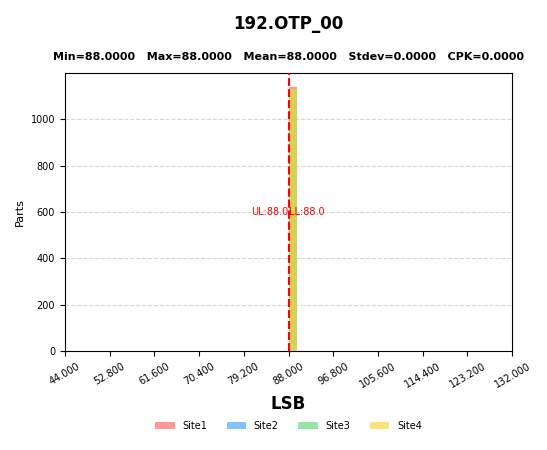 192.OTP_00
Min=88.0000 Max=88.0000 Mean=88.0000 Stdev=0.0000 CPK=0.0000
Parts
1000
800
600
400
200
0
UL:88.0LL:88.0
44.000 52.800 61.600 70.400 79.200 88.000 96.800 105.600 114.400 123.200 132.000
LSB
Site1 Site2 Site3 Site4